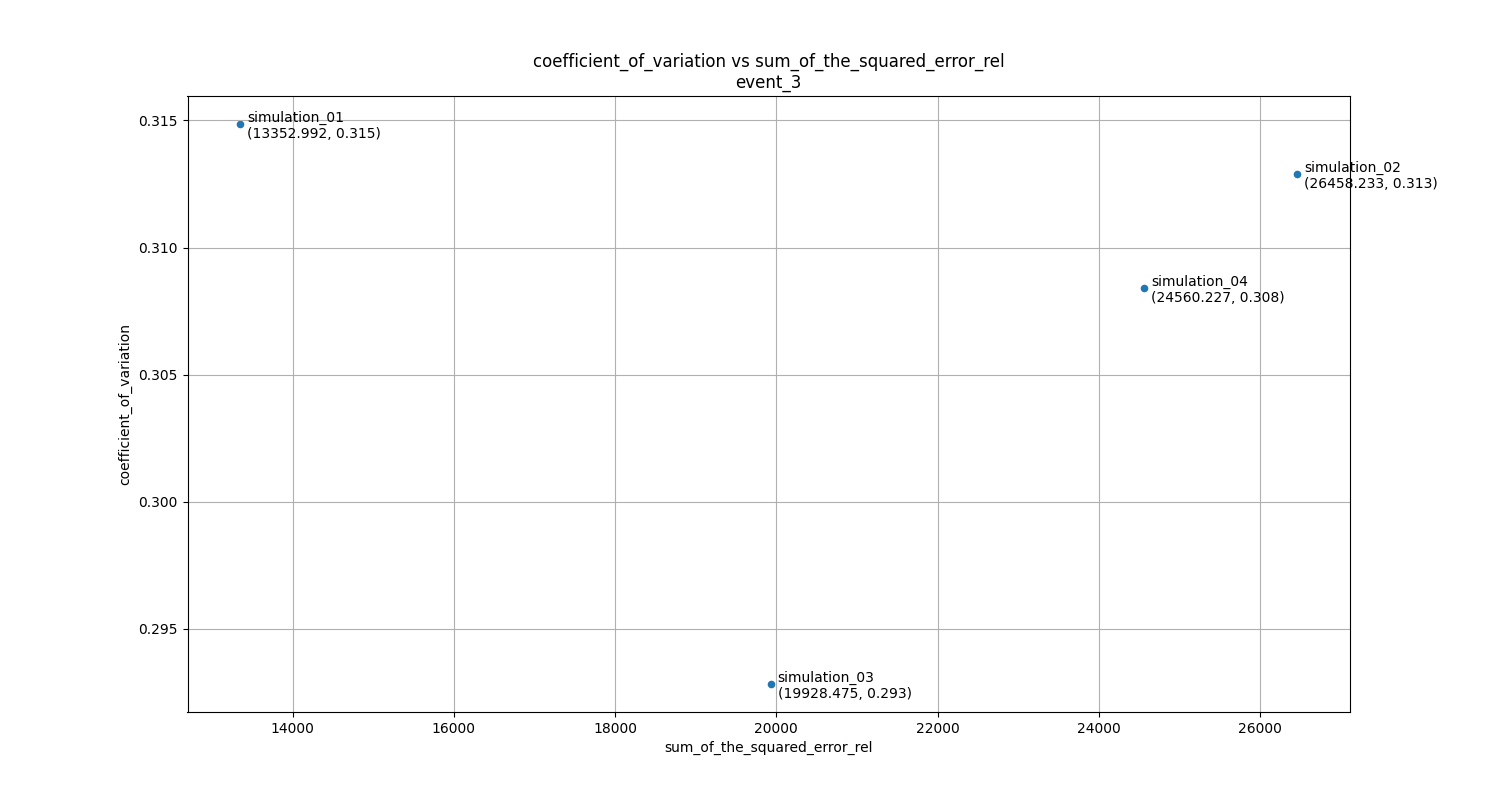 coefficient_of_variation vs sum_of_the_squared_error_rel
event_3
0.315
0.310
0.305
0.300
0.295
coefficient_of_variation
simulation_01
(13352.992, 0.315)
simulation_02
(26458.233, 0.313)
simulation_04
(24560.227, 0.308)
simulation_03
(19928.475, 0.293)
14000
16000
18000
20000
22000
24000
26000
sum_of_the_squared_error_rel